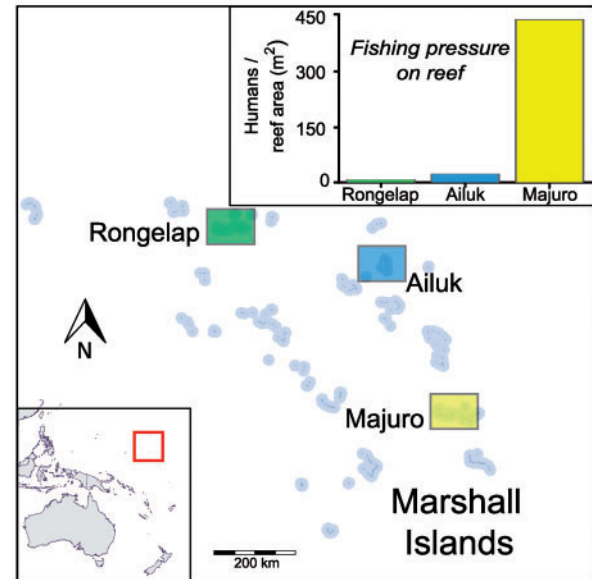 450
300
150
0
Humans /
reef area (m²)
Fishing pressure
on reef
Rongelap
Ailuk
Majuro
Rongelap
Ailuk
N
Majuro
Marshall
Islands
200 km